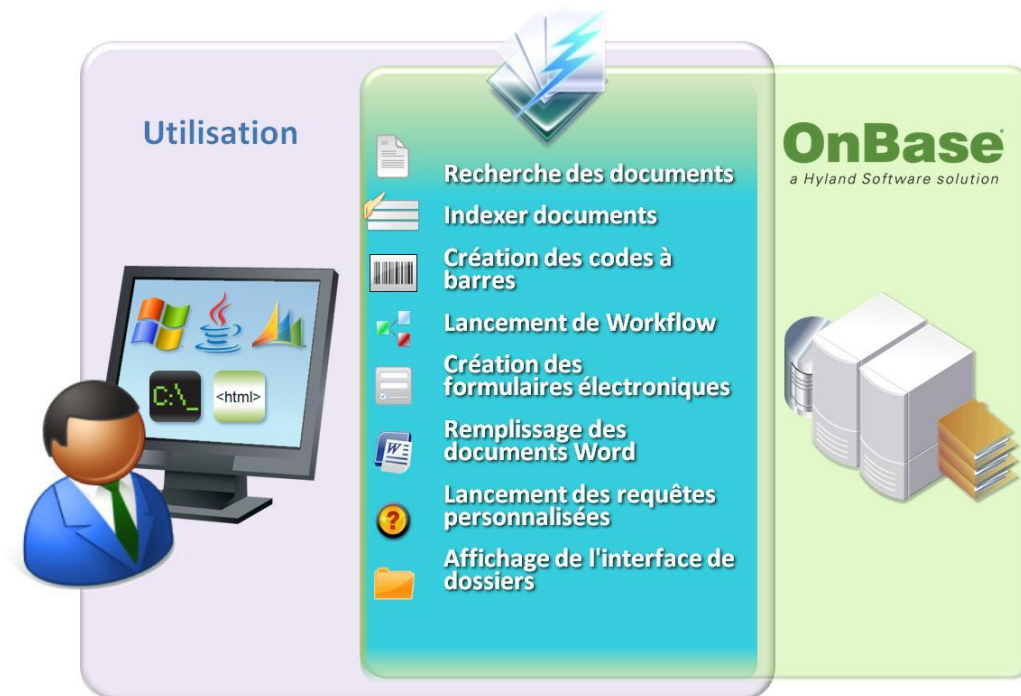 Utilisation
OnBase
a Hyland Software solution
Recherche des documents
Indexer documents
Création des codes à
barres
Lancement de Workflow
Création des
formulaires électroniques
Remplissage des
documents Word
Lancement des requêtes
personnalisées
Affichage de l'interface de
dossiers
C:\_
<html>
W
?